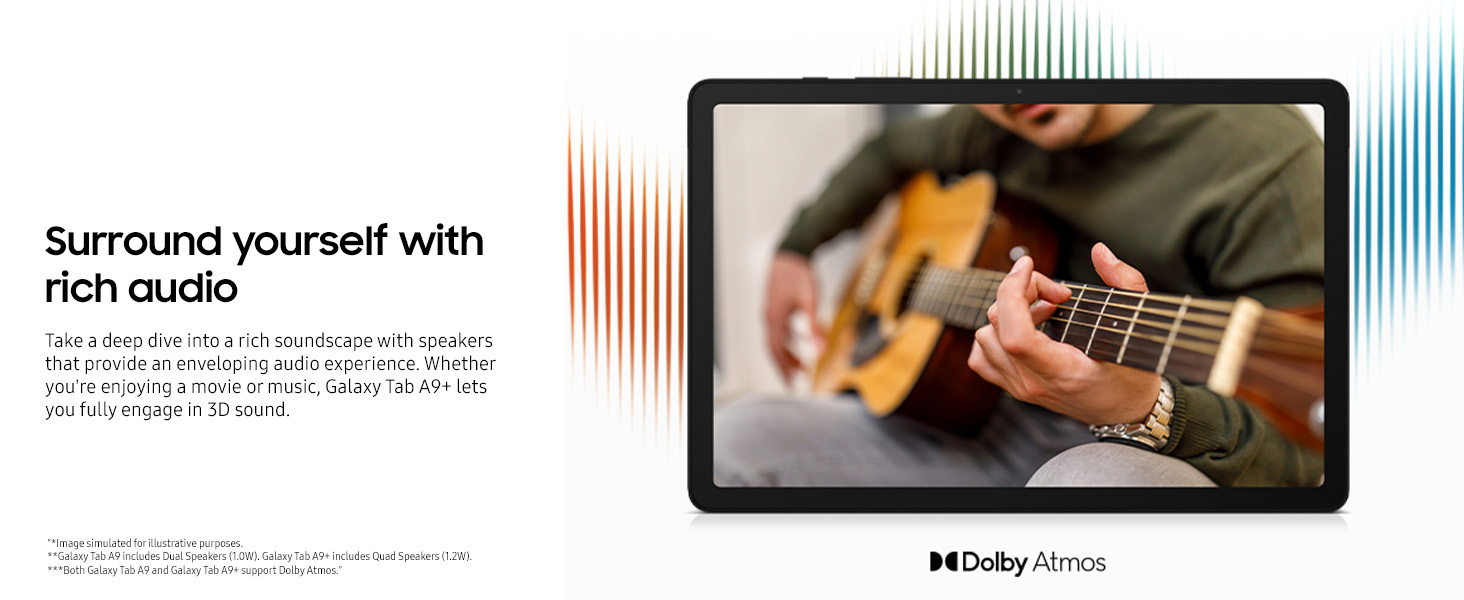 Surround yourself with
rich audio
Take a deep dive into a rich soundscape with speakers
that provide an enveloping audio experience. Whether
you're enjoying a movie or music, Galaxy Tab A9+ lets
you fully engage in 3D sound.
"*Image simulated for illustrative purposes.
**Galaxy Tab A9 includes Dual Speakers (1.0W). Galaxy Tab A9+ includes Quad Speakers (1.2W).
***Both Galaxy Tab A9 and Galaxy Tab A9+ support Dolby Atmos."
Dolby Atmos